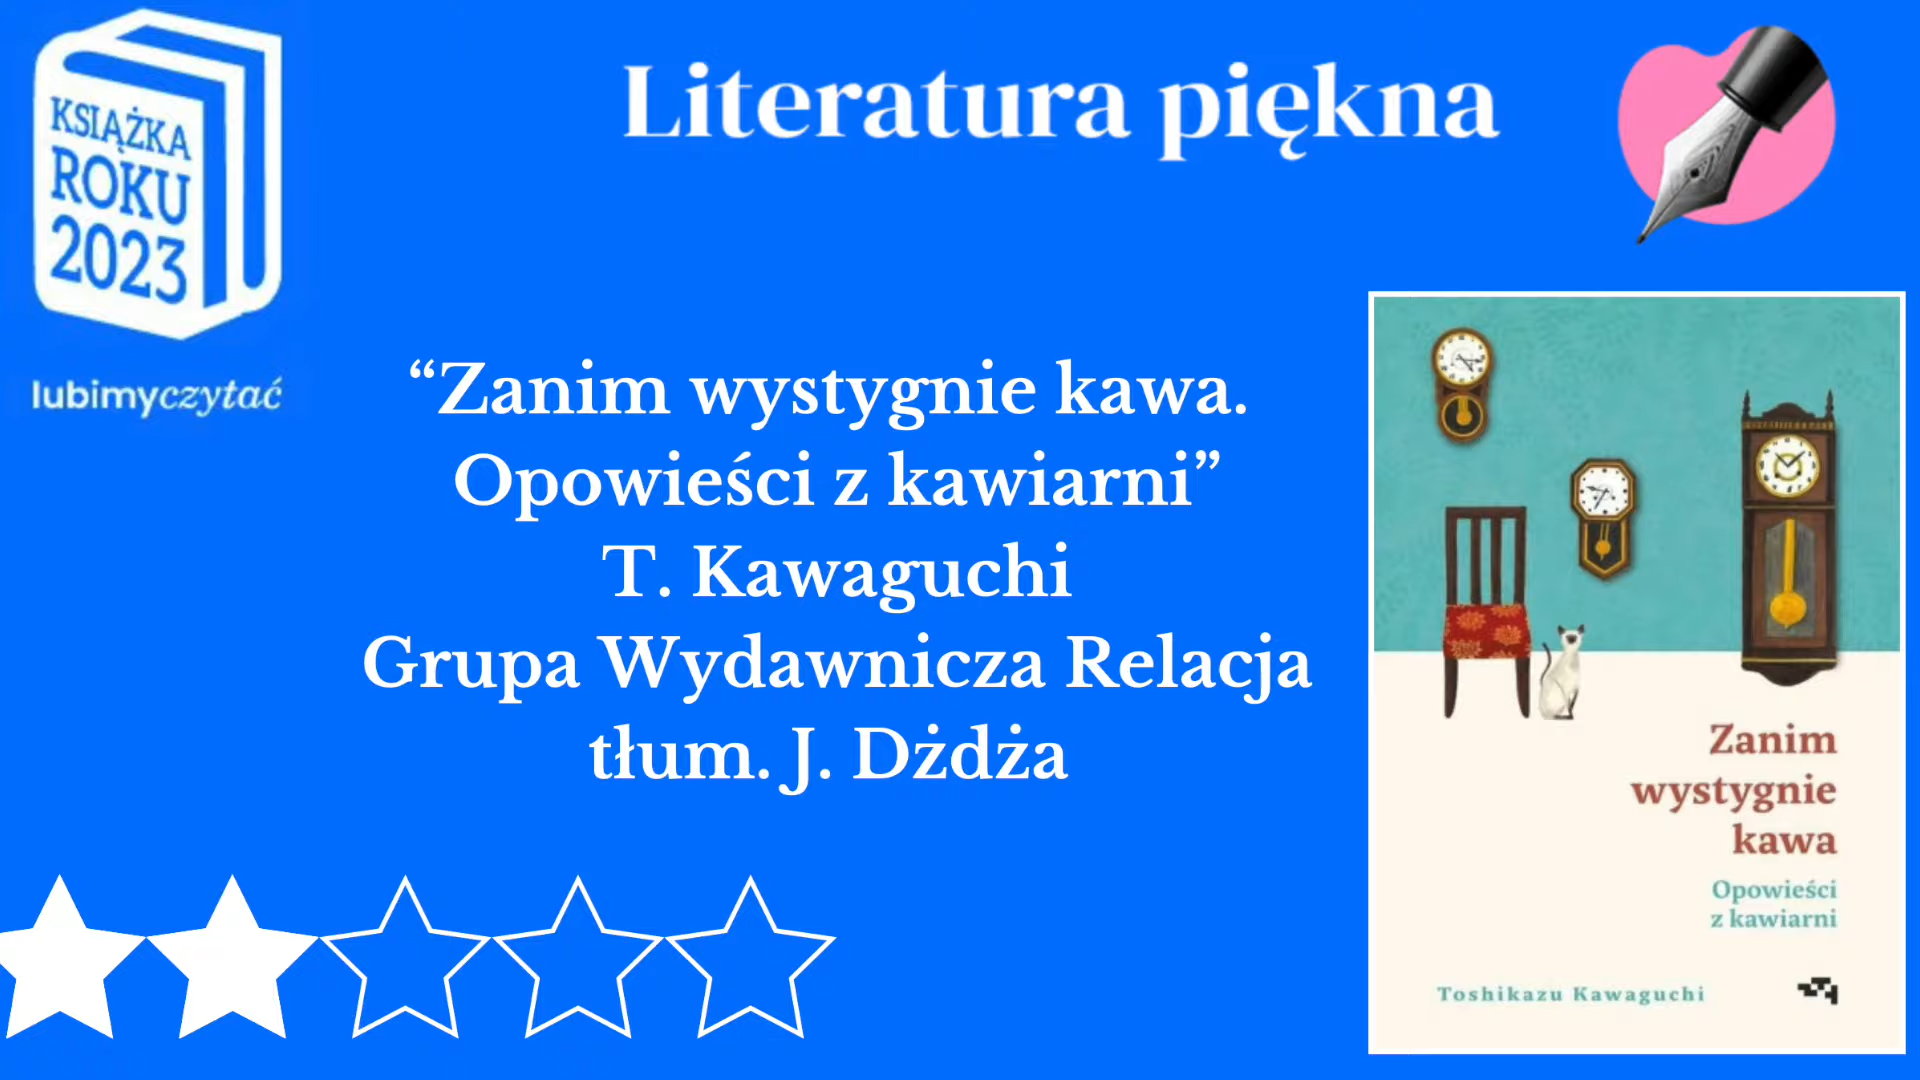 KSIĄŻKA
ROKU
2023
lubimyczytać
Literatura piękna
“Zanim wystygnie kawa.
Opowieści z kawiarni”
T. Kawaguchi
Grupa Wydawnicza Relacja
tłum. J. Dżdża
Zanim
wystygnie
kawa
Opowieści
z kawiarni
Toshikazu Kawaguchi